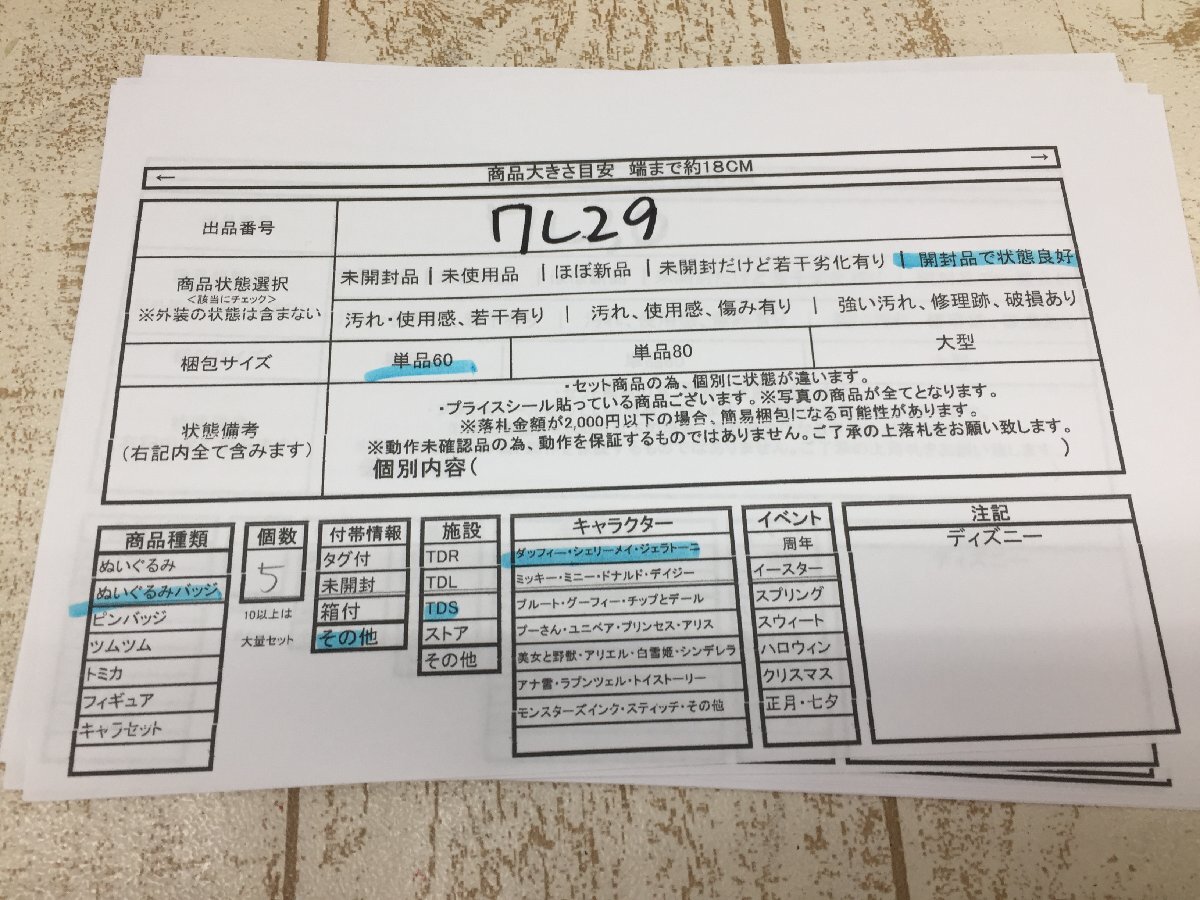 ← 商品大きさ目安 端まで約18CM →
出品番号 7L29
商品状態選択
<該当にチェック>
※外装の状態は含まない
未開封品 | 未使用品 | ほぼ新品 | 未開封だけど若干劣化有り | 開封品で状態良好
汚れ・使用感、若干有り | 汚れ、使用感、傷み有り | 強い汚れ、修理跡、破損あり
梱包サイズ 単品60 単品80 大型
状態備考
(右記内全て含みます)
・セット商品の為、個別に状態が違います。
・プライスシール貼っている商品ございます。※写真の商品が全てとなります。
※落札金額が2,000円以下の場合、簡易梱包になる可能性があります。
※動作未確認品の為、動作を保証するものではありません。ご了承の上落札をお願い致します。
個別内容( )
商品種類
ぬいぐるみ
ぬいぐるみバッジ
ピンバッジ
ツムツム
トミカ
フィギュア
キャラセット
個数
5
10以上は
大量セット
付帯情報
タグ付
未開封
箱付
その他
施設
TDR
TDL
TDS
ストア
その他
キャラクター
ダッフィー・シェリーメイ・ジェラトーニ
ミッキー・ミニー・ドナルド・デイジー
プルート・グーフィー・チップとデール
プーさん・ユニベア・プリンセス・アリス
美女と野獣・アリエル・白雪姫・シンデレラ
アナ雪・ラプンツェル・トイストーリー
モンスターズインク・スティッチ・その他
イベント
周年
イースター
スプリング
スウィート
ハロウィン
クリスマス
正月・七夕
注記
ディズニー